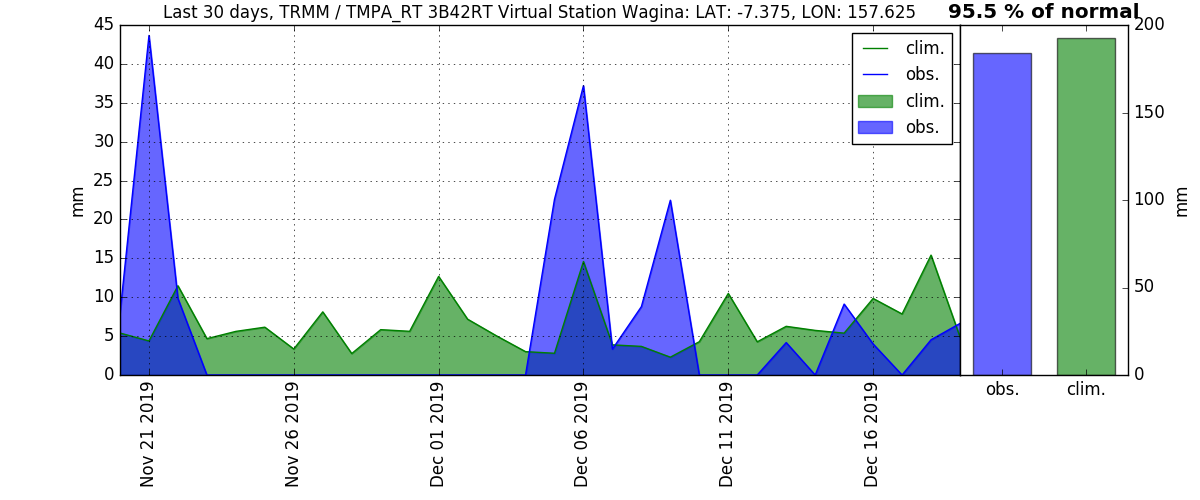 Last 30 days, TRMM / TMPA_RT 3B42RT Virtual Station Wagina: LAT: -7.375, LON: 157.625
95.5 % of normal
45
40
35
30
25
20
15
10
5
0
mm
clim.
obs.
clim.
obs.
200
150
100
50
0
mm
Nov 21 2019
Nov 26 2019
Dec 01 2019
Dec 06 2019
Dec 11 2019
Dec 16 2019
obs.
clim.